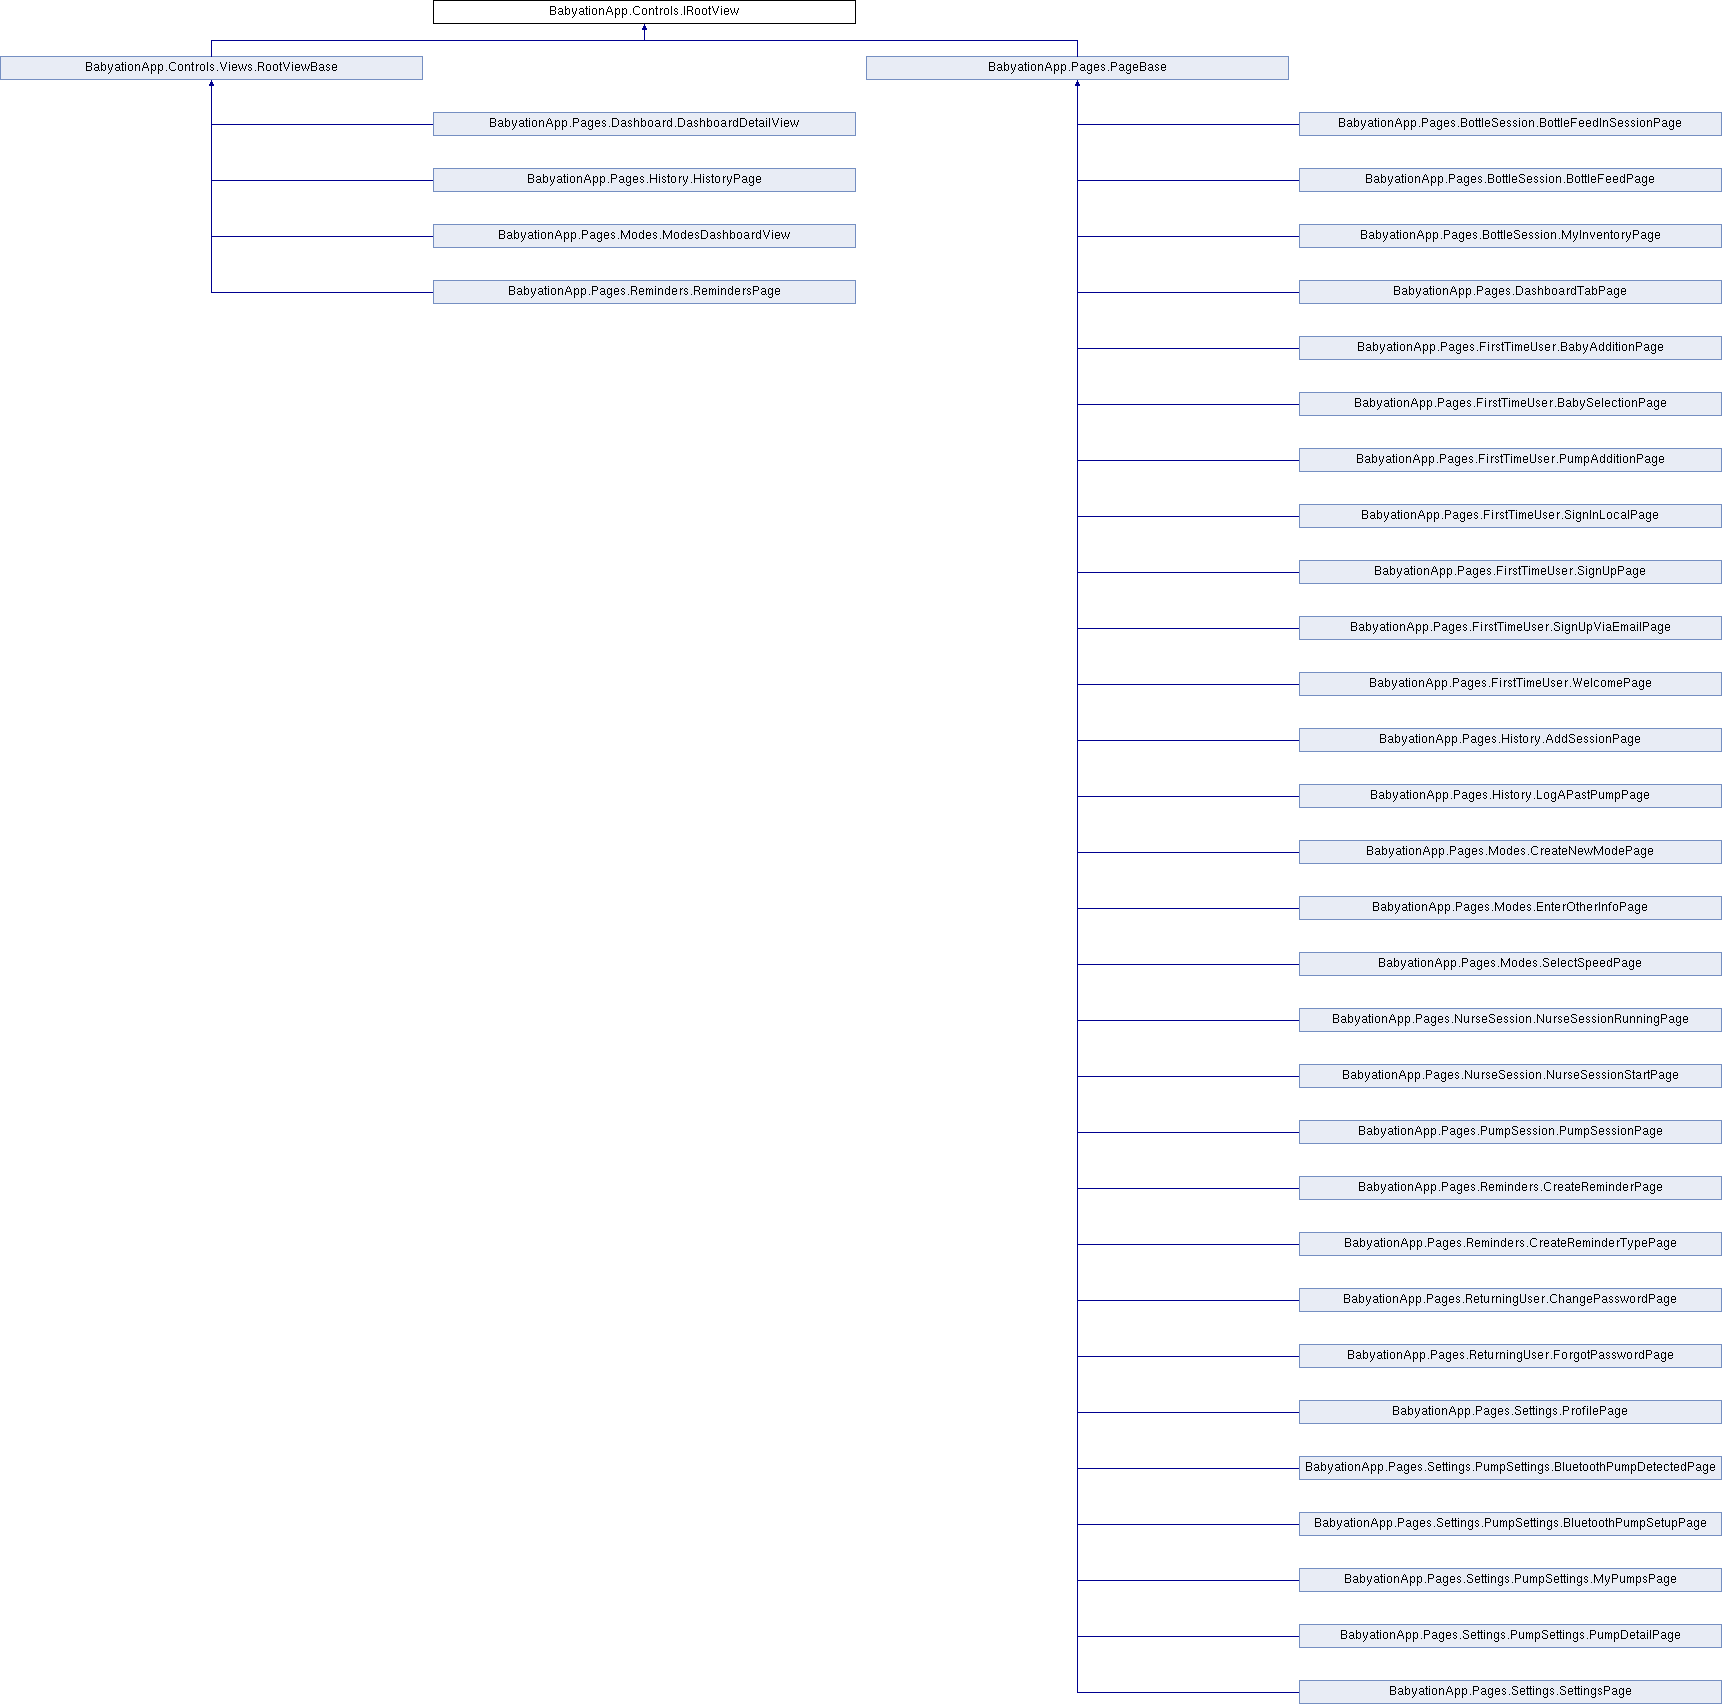 BabyationApp.Controls.IRootView
BabyationApp.Controls.Views.RootViewBase
BabyationApp.Pages.PageBase
BabyationApp.Pages.Dashboard.DashboardDetailView
BabyationApp.Pages.BottleSession.BottleFeedInSessionPage
BabyationApp.Pages.History.HistoryPage
BabyationApp.Pages.BottleSession.BottleFeedPage
BabyationApp.Pages.Modes.ModesDashboardView
BabyationApp.Pages.BottleSession.MyInventoryPage
BabyationApp.Pages.Reminders.RemindersPage
BabyationApp.Pages.DashboardTabPage
BabyationApp.Pages.FirstTimeUser.BabyAdditionPage
BabyationApp.Pages.FirstTimeUser.BabySelectionPage
BabyationApp.Pages.FirstTimeUser.PumpAdditionPage
BabyationApp.Pages.FirstTimeUser.SignInLocalPage
BabyationApp.Pages.FirstTimeUser.SignUpPage
BabyationApp.Pages.FirstTimeUser.SignUpViaEmailPage
BabyationApp.Pages.FirstTimeUser.WelcomePage
BabyationApp.Pages.History.AddSessionPage
BabyationApp.Pages.History.LogAPastPumpPage
BabyationApp.Pages.Modes.CreateNewModePage
BabyationApp.Pages.Modes.EnterOtherInfoPage
BabyationApp.Pages.Modes.SelectSpeedPage
BabyationApp.Pages.NurseSession.NurseSessionRunningPage
BabyationApp.Pages.NurseSession.NurseSessionStartPage
BabyationApp.Pages.PumpSession.PumpSessionPage
BabyationApp.Pages.Reminders.CreateReminderPage
BabyationApp.Pages.Reminders.CreateReminderTypePage
BabyationApp.Pages.ReturningUser.ChangePasswordPage
BabyationApp.Pages.ReturningUser.ForgotPasswordPage
BabyationApp.Pages.Settings.ProfilePage
BabyationApp.Pages.Settings.PumpSettings.BluetoothPumpDetectedPage
BabyationApp.Pages.Settings.PumpSettings.BluetoothPumpSetupPage
BabyationApp.Pages.Settings.PumpSettings.MyPumpsPage
BabyationApp.Pages.Settings.PumpSettings.PumpDetailPage
BabyationApp.Pages.Settings.SettingsPage